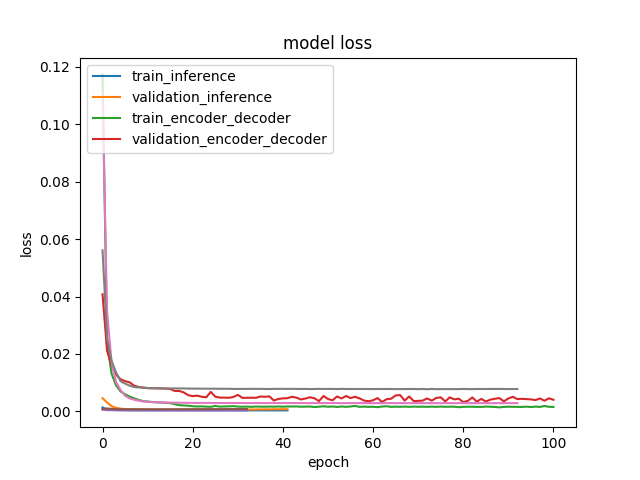 model loss
train_inference
validation_inference
train_encoder_decoder
validation_encoder_decoder
0.12
0.10
0.08
0.06
0.04
0.02
0.00
loss
0 20 40 60 80 100
epoch